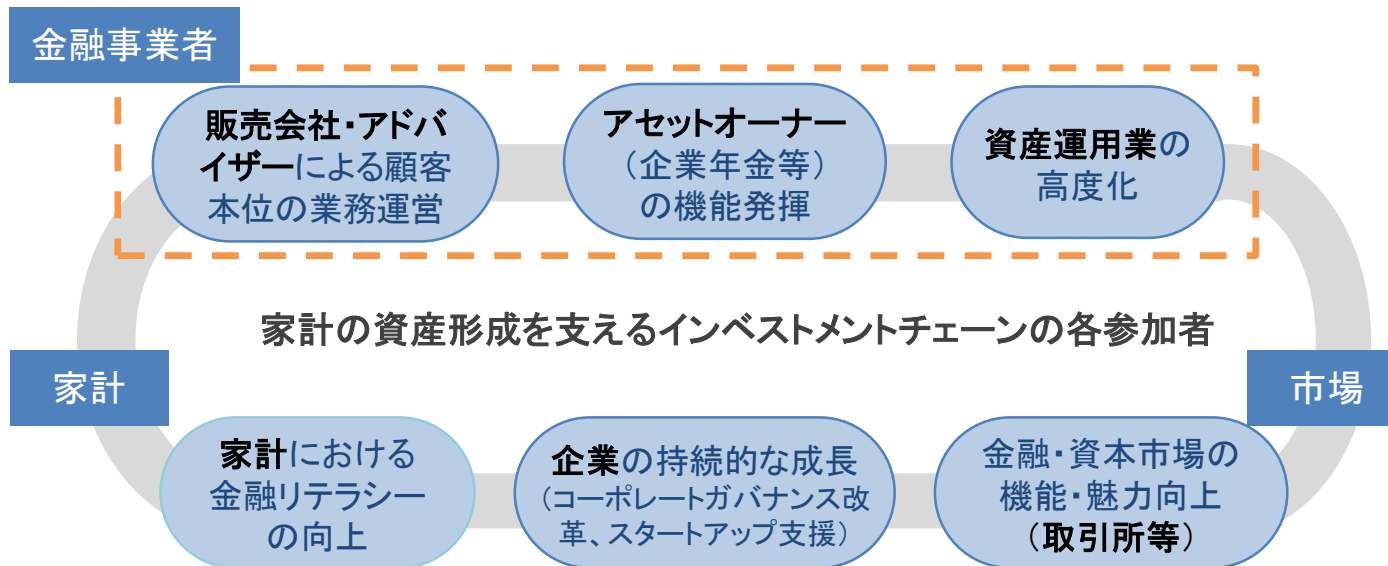 金融事業者
販売会社・アドバ
イザーによる顧客
本位の業務運営
アセットオーナー
（企業年金等）
の機能発揮
資産運用業の
高度化
家計の資産形成を支えるインベストメントチェーンの各参加者
家計
市場
家計における
金融リテラシー
の向上
企業の持続的な成長
（コーポレートガバナンス改
革、スタートアップ支援）
金融・資本市場の
機能・魅力向上
（取引所等）